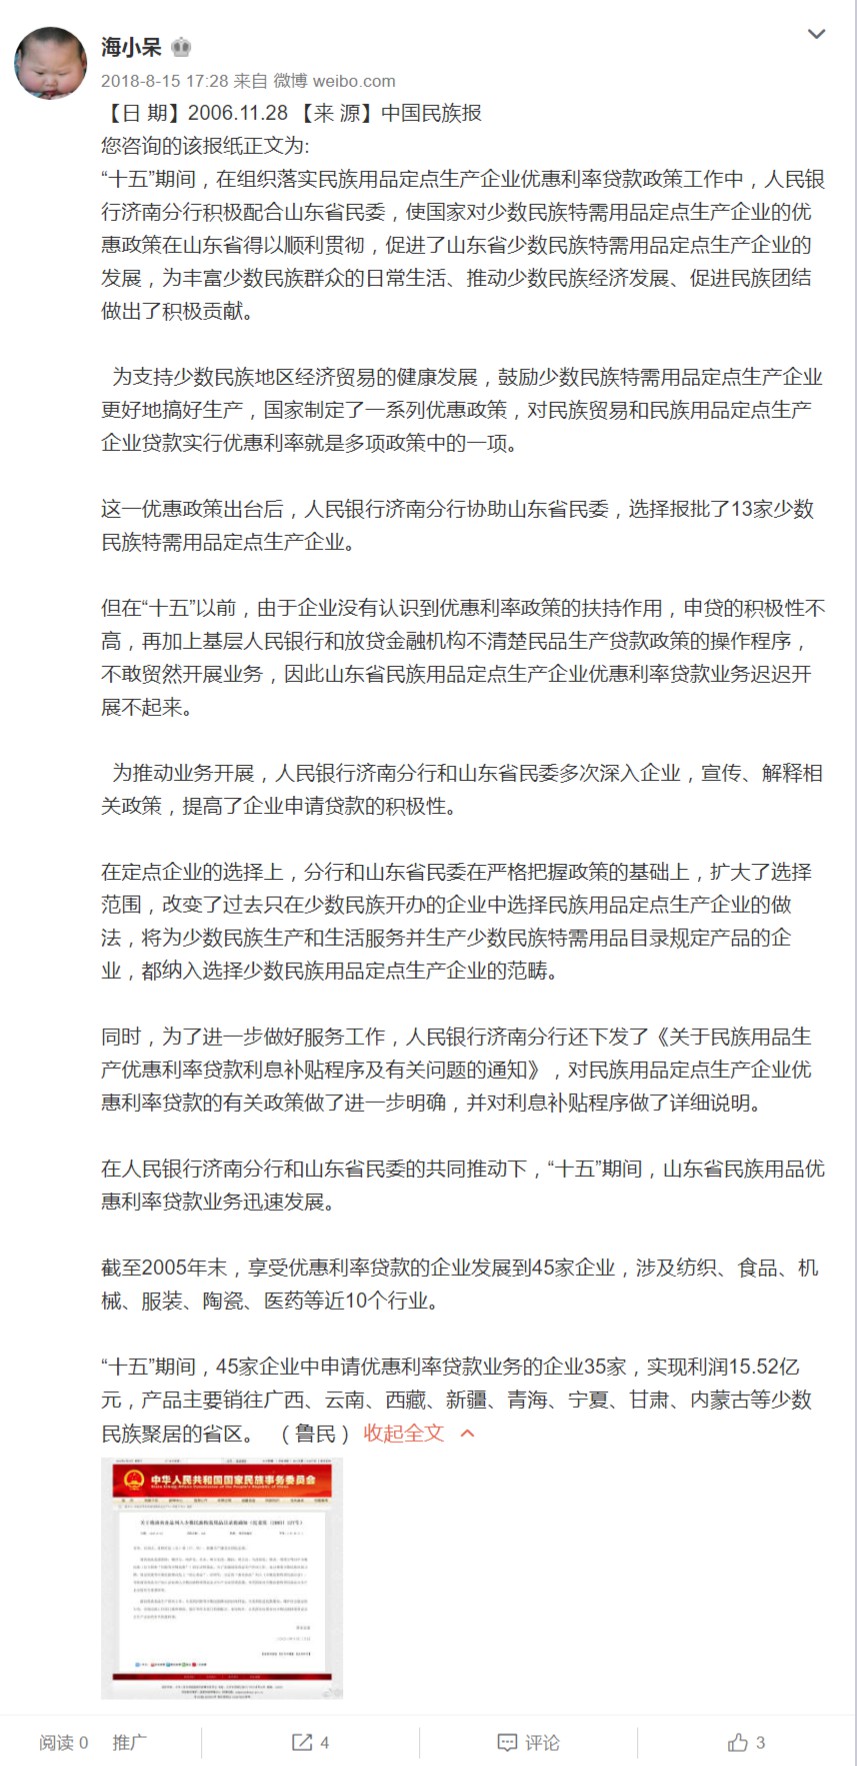 海小呆
2018-8-15 17:28 来自 微博 weibo.com
【日 期】2006.11.28 【来 源】中国民族报
您咨询的该报纸正文为:
“十五”期间，在组织落实民族用品定点生产企业优惠利率贷款政策工作中，人民银
行济南分行积极配合山东省民委，使国家对少数民族特需用品定点生产企业的优
惠政策在山东省得以顺利贯彻，促进了山东省少数民族特需用品定点生产企业的
发展，为丰富少数民族群众的日常生活、推动少数民族经济发展、促进民族团结
做出了积极贡献。
为支持少数民族地区经济贸易的健康发展，鼓励少数民族特需用品定点生产企业
更好地搞好生产，国家制定了一系列优惠政策，对民族贸易和民族用品定点生产
企业贷款实行优惠利率就是多项政策中的一项。
这一优惠政策出台后，人民银行济南分行协助山东省民委，选择报批了13家少数
民族特需用品定点生产企业。
但在“十五”以前，由于企业没有认识到优惠利率政策的扶持作用，申贷的积极性不
高，再加上基层人民银行和放贷金融机构不清楚民品生产贷款政策的操作程序，
不敢贸然开展业务，因此山东省民族用品定点生产企业优惠利率贷款业务迟迟开
展不起来。
为推动业务开展，人民银行济南分行和山东省民委多次深入企业，宣传、解释相
关政策，提高了企业申请贷款的积极性。
在定点企业的选择上，分行和山东省民委在严格把握政策的基础上，扩大了选择
范围，改变了过去只在少数民族开办的企业中选择民族用品定点生产企业的做
法，将为少数民族生产和生活服务并生产少数民族特需用品目录规定产品的企
业，都纳入选择少数民族用品定点生产企业的范畴。
同时，为了进一步做好服务工作，人民银行济南分行还下发了《关于民族用品生
产优惠利率贷款利息补贴程序及有关问题的通知》，对民族用品定点生产企业优
惠利率贷款的有关政策做了进一步明确，并对利息补贴程序做了详细说明。
在人民银行济南分行和山东省民委的共同推动下，“十五”期间，山东省民族用品优
惠利率贷款业务迅速发展。
截至2005年末，享受优惠利率贷款的企业发展到45家企业，涉及纺织、食品、机
械、服装、陶瓷、医药等近10个行业。
“十五”期间，45家企业中申请优惠利率贷款业务的企业35家，实现利润15.52亿
元，产品主要销往广西、云南、西藏、新疆、青海、宁夏、甘肃、内蒙古等少数
民族聚居的省区。 （鲁民）收起全文
中华人民共和国国家民族事务委员会
阅读 0 推广 4 评论 3